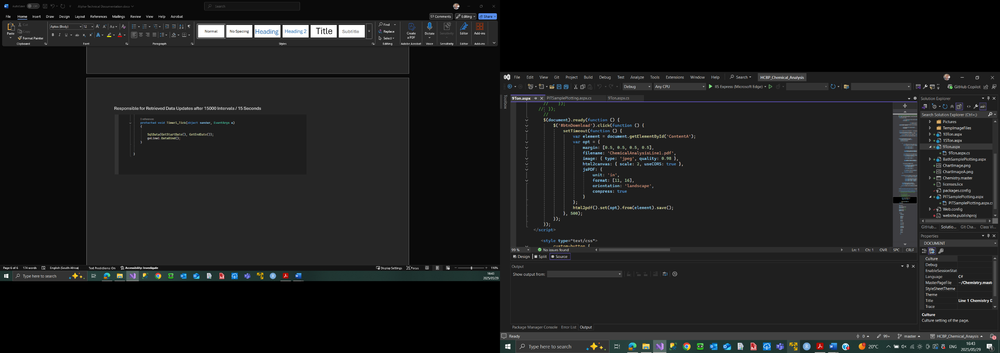 AutoSave Off Alpha-Technical Documentation.docx Search
File Home Insert Draw Design Layout References Mailings Review View Help Acrobat Comments Editing Share
Paste Cut Copy Format Painter
Aptos (Body) 12
Normal No Spacing Heading Heading 2 Title Subtitle
Find Replace Select
Create a PDF Dictate Sensitivity Editor Add-ins
Clipboard Font Paragraph Styles Editing Adobe Acrobat Voice Sensitivity Editor Add-ins
Responsible for Retrieved Data Updates after 15000 Intervals / 15 Seconds
0 references
protected void Timer1_Tick(object sender, EventArgs e)
{
SqlData(GetStartDate(), GetEndDate());
gvLine1.DataBind();
}
}
Page 6 of 6 174 words English (South Africa) Text Predictions: On Accessibility: Investigate Display Settings Focus 110%
Type here to search
16:43
2025/05/29
File Edit View Git Project Build Debug Test Analyze Tools Extensions Window Help Search HCBP_Chemical_Analysis
Debug Any CPU IIS Express (Microsoft Edge) GitHub Copilot
Toolbox
9Ton.aspx PITSamplePlotting.aspx.cs 9Ton.aspx.cs
// });
// });
//
$(document).ready(function () {
$('#btnDownload').click(function () {
setTimeout(function () {
var element = document.getElementById('ContentA');
var opt = {
margin: [0.5, 0.5, 0.5, 0.5],
filename: 'ChemicalAnalysisLine1.pdf',
image: { type: 'jpeg', quality: 0.98 },
html2canvas: { scale: 2, useCORS: true },
jsPDF: {
unit: 'in',
format: [11, 16],
orientation: 'landscape',
compress: true
}
};
html2pdf().set(opt).from(element).save();
}, 500);
});
});
</script>
<style type="text/css">
custom-button {
99 % No issues found Ln: 1 Ch: 1 OVR SPC CRLF
Design Split Source
Output
Show output from:
Package Manager Console Error List Output
Solution Explorer
Search Solution Explorer (Ctrl+;)
Pictures
TempImageFiles
10Ton.aspx
15Ton.aspx
9Ton.aspx
9Ton.aspx.cs
BathSamplePlotting.aspx
ChartImage.png
ChartImageA.png
Chemistry.master
licenses.licx
packages.config
PITSamplePlotting.aspx
PITSamplePlotting.aspx.cs
Web.config
website.publishproj
GitHub... Solutio... Git Cha... Class Vi...
Properties
DOCUMENT
Culture
Debug
EnableSessionStat
Language C#
MasterPageFile ~/Chemistry.mast
StyleSheetTheme
Theme
Title Line 1 Chemistry D
Trace
Culture
Culture setting of the page.
Ready 0 99+ master HCBP_Chemical_Anaysis
Type here to search 20°C ENG
16:43
2025/05/29